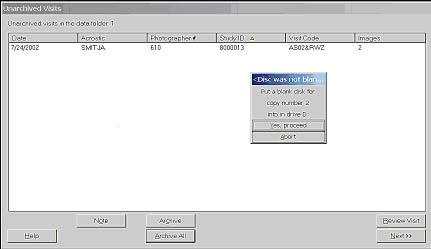 Unarchived Visits
Unarchived visits in the data folder: 1
Date Acrostic Photographer # Study ID Visit Code Images
7/24/2002 SMITJA 610 8000013 AS02&RWZ 2
<Disc was not blan...
Put a blank disk for
copy number 2
into in drive D
Yes, proceed
Abort
Note Archive Review Visit
Help Archive All Next >>